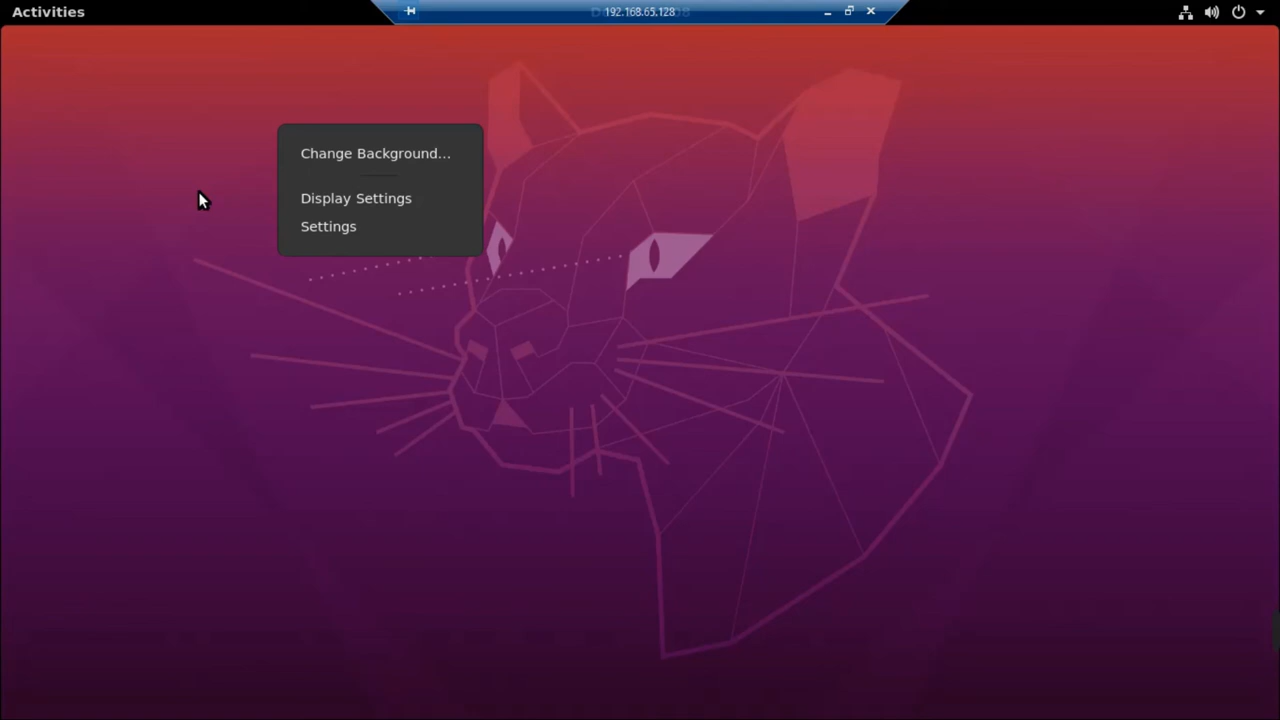 Activities
192.168.65.128
Change Background...
Display Settings
Settings